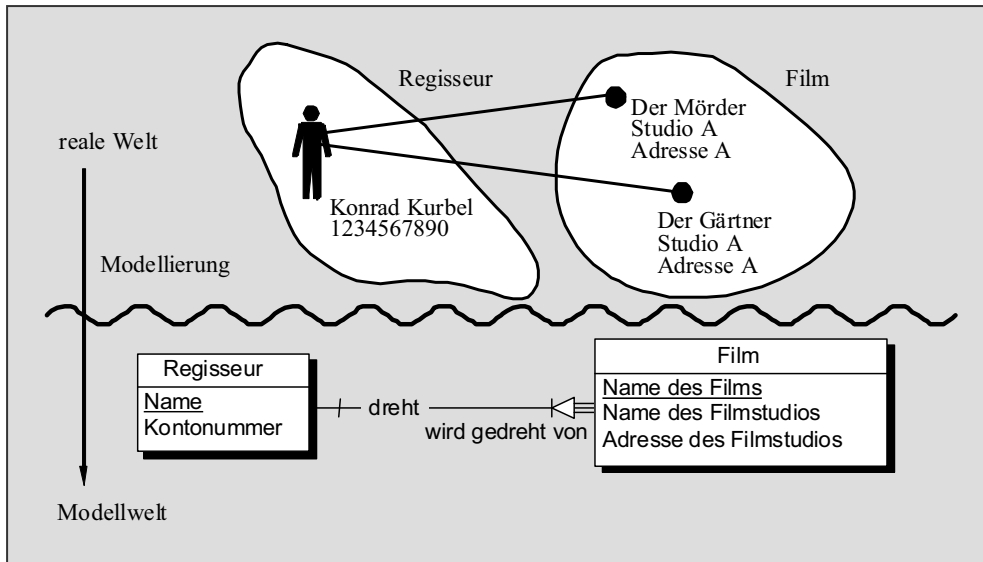 Regisseur
Film
reale Welt
Der Mörder
Studio A
Adresse A
Konrad Kurbel
1234567890
Der Gärtner
Studio A
Adresse A
Modellierung
Regisseur
Name
Kontonummer
dreht
wird gedreht von
Film
Name des Films
Name des Filmstudios
Adresse des Filmstudios
Modellwelt